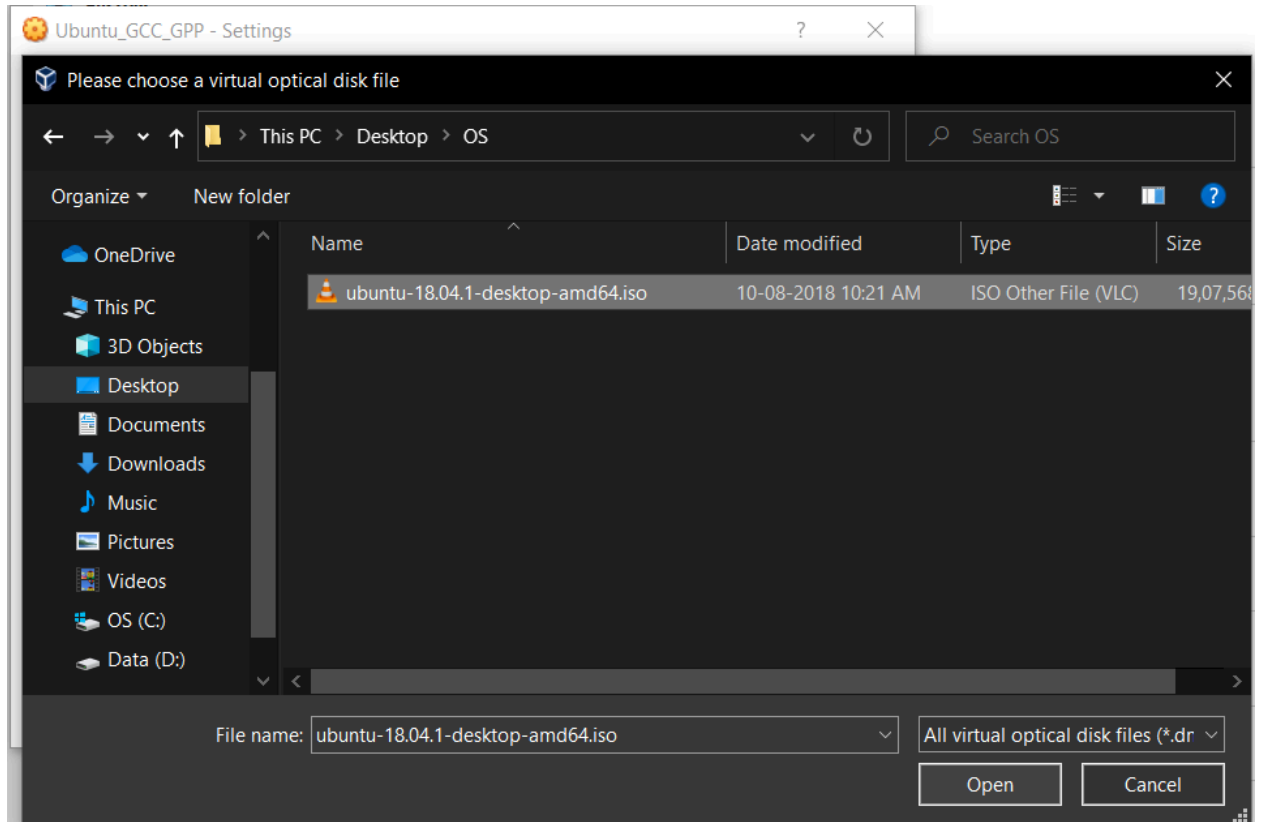 Ubuntu_GCC_GPP - Settings ?
Please choose a virtual optical disk file
This PC > Desktop > OS
Search OS
Organize New folder ?
Name Date modified Type Size
ubuntu-18.04.1-desktop-amd64.iso 10-08-2018 10:21 AM ISO Other File (VLC) 19,07,568
OneDrive
This PC
3D Objects
Desktop
Documents
Downloads
Music
Pictures
Videos
OS (C:)
Data (D:)
File name: ubuntu-18.04.1-desktop-amd64.iso All virtual optical disk files (*.dr
Open Cancel